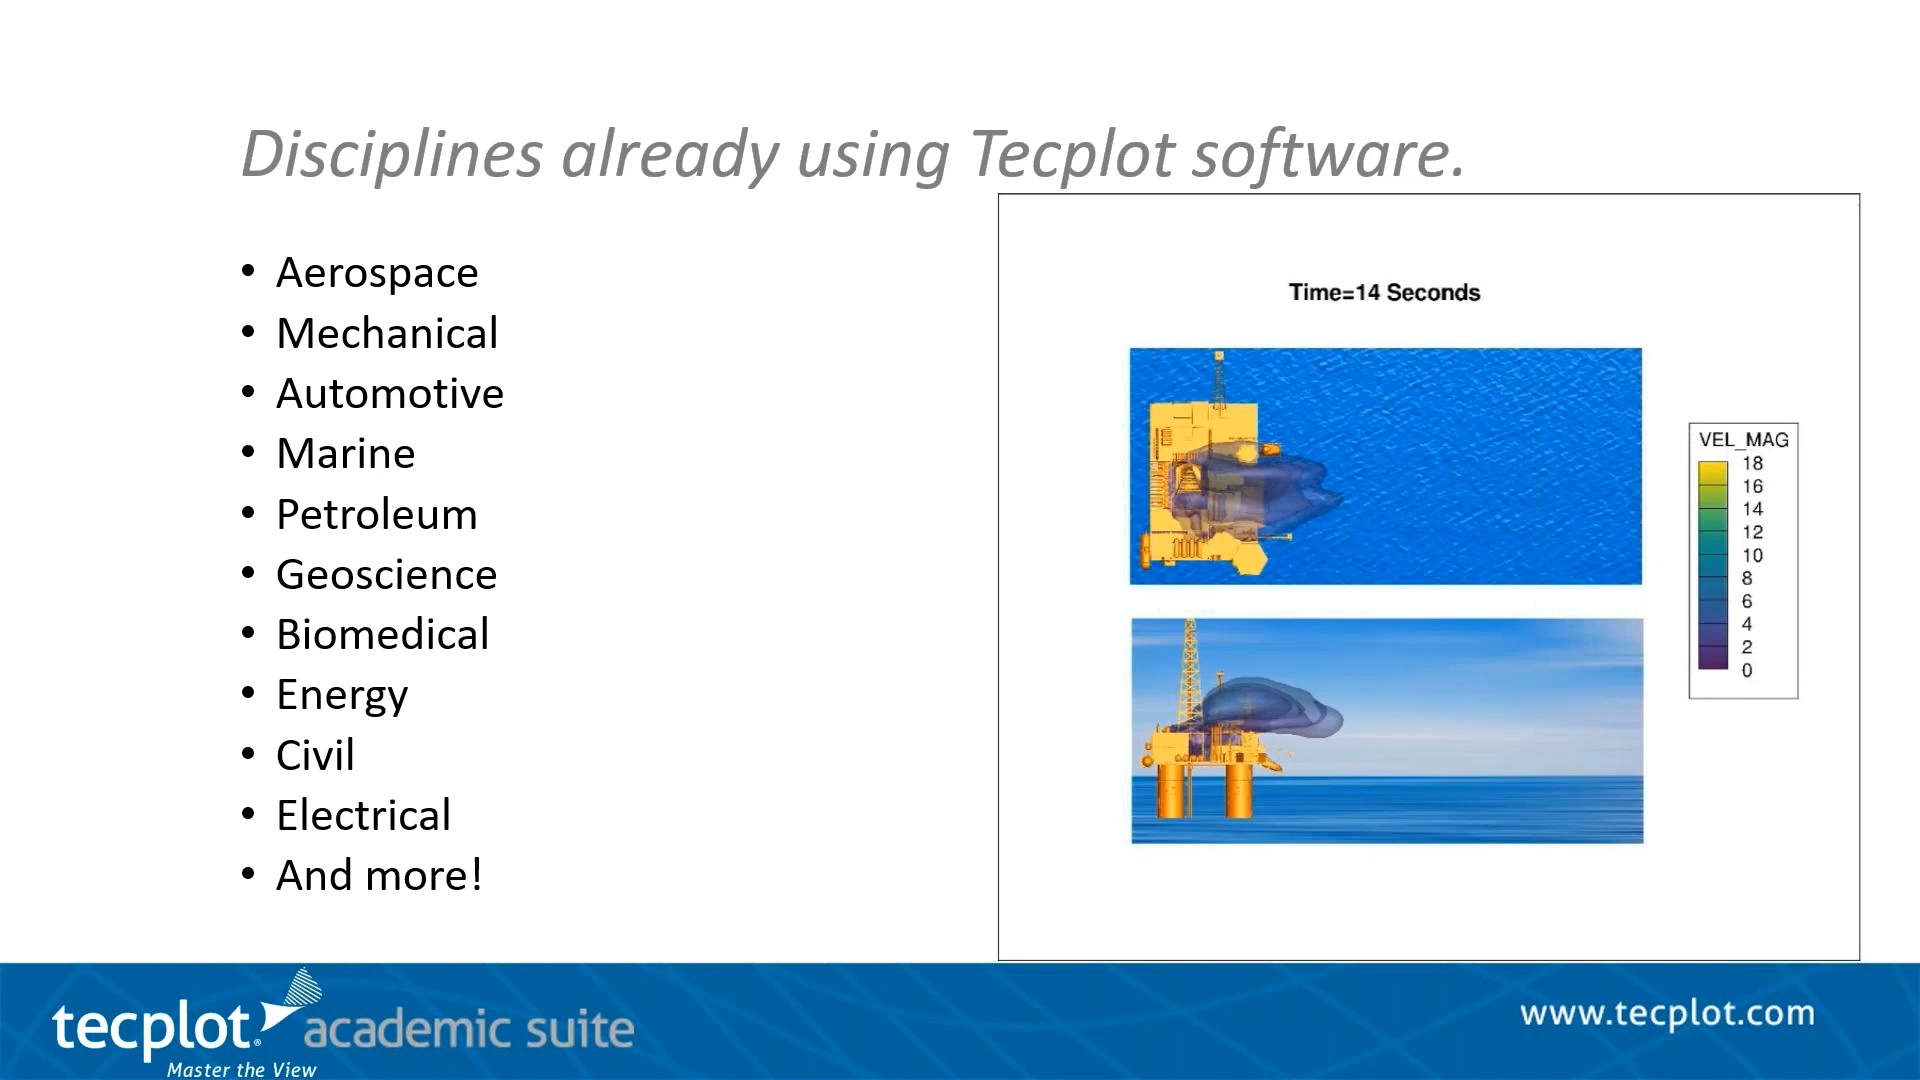 Disciplines already using Tecplot software.
• Aerospace
• Mechanical
• Automotive
• Marine
• Petroleum
• Geoscience
• Biomedical
• Energy
• Civil
• Electrical
• And more!
Time=14 Seconds
VEL_MAG
18
16
14
12
10
8
6
4
2
0
tecplot® academic suite
Master the View
www.tecplot.com